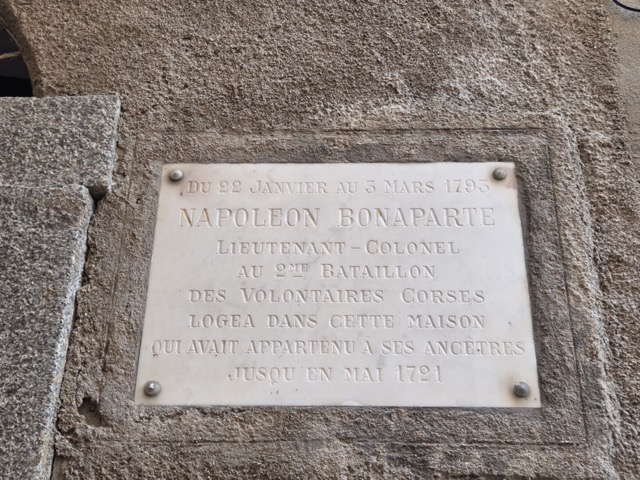 DU 22 JANVIER AU 3 MARS 1793
NAPOLEON BONAPARTE
LIEUTENANT-COLONEL
AU 2ME BATAILLON
DES VOLONTAIRES CORSES
LOGEA DANS CETTE MAISON
QUI AVAIT APPARTENU À SES ANCÊTRES
JUSQU'EN MAI 1721